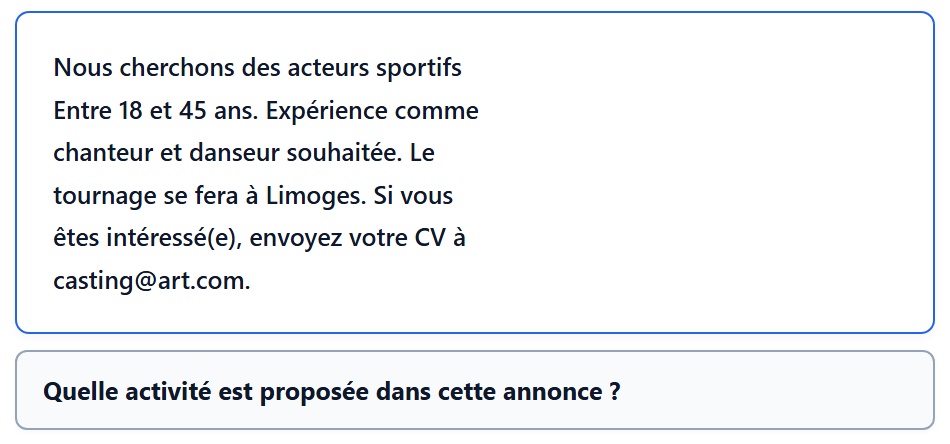 Nous cherchons des acteurs sportifs
Entre 18 et 45 ans. Expérience comme
chanteur et danseur souhaitée. Le
tournage se fera à Limoges. Si vous
êtes intéressé(e), envoyez votre CV à
casting@art.com.
Quelle activité est proposée dans cette annonce ?